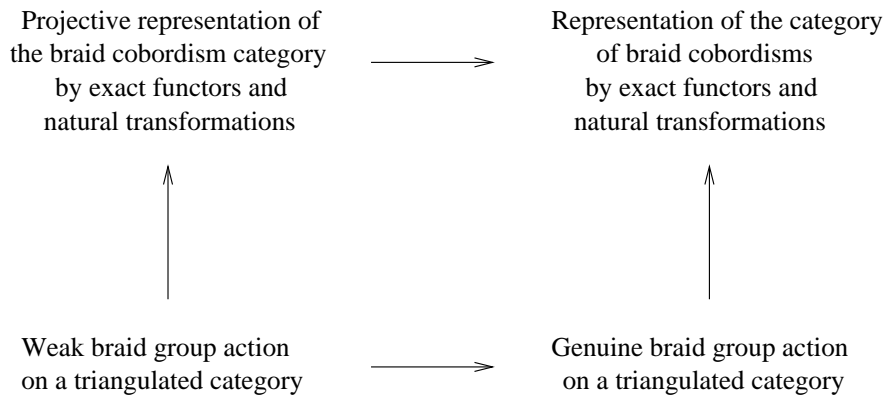 Projective representation of
the braid cobordism category
by exact functors and
natural transformations
Representation of the category
of braid cobordisms
by exact functors and
natural transformations
Weak braid group action
on a triangulated category
Genuine braid group action
on a triangulated category